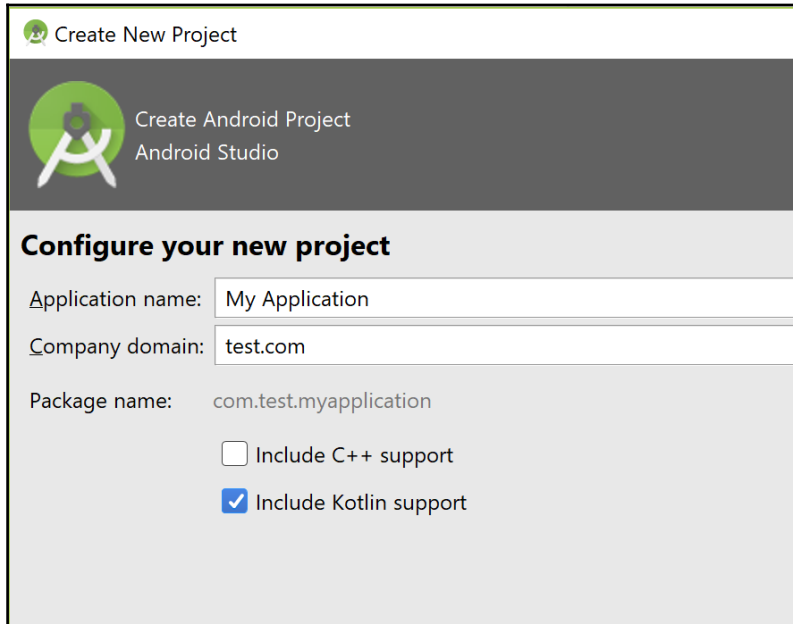 Create New Project
Create Android Project
Android Studio
Configure your new project
Application name: My Application
Company domain: test.com
Package name: com.test.myapplication
Include C++ support
Include Kotlin support